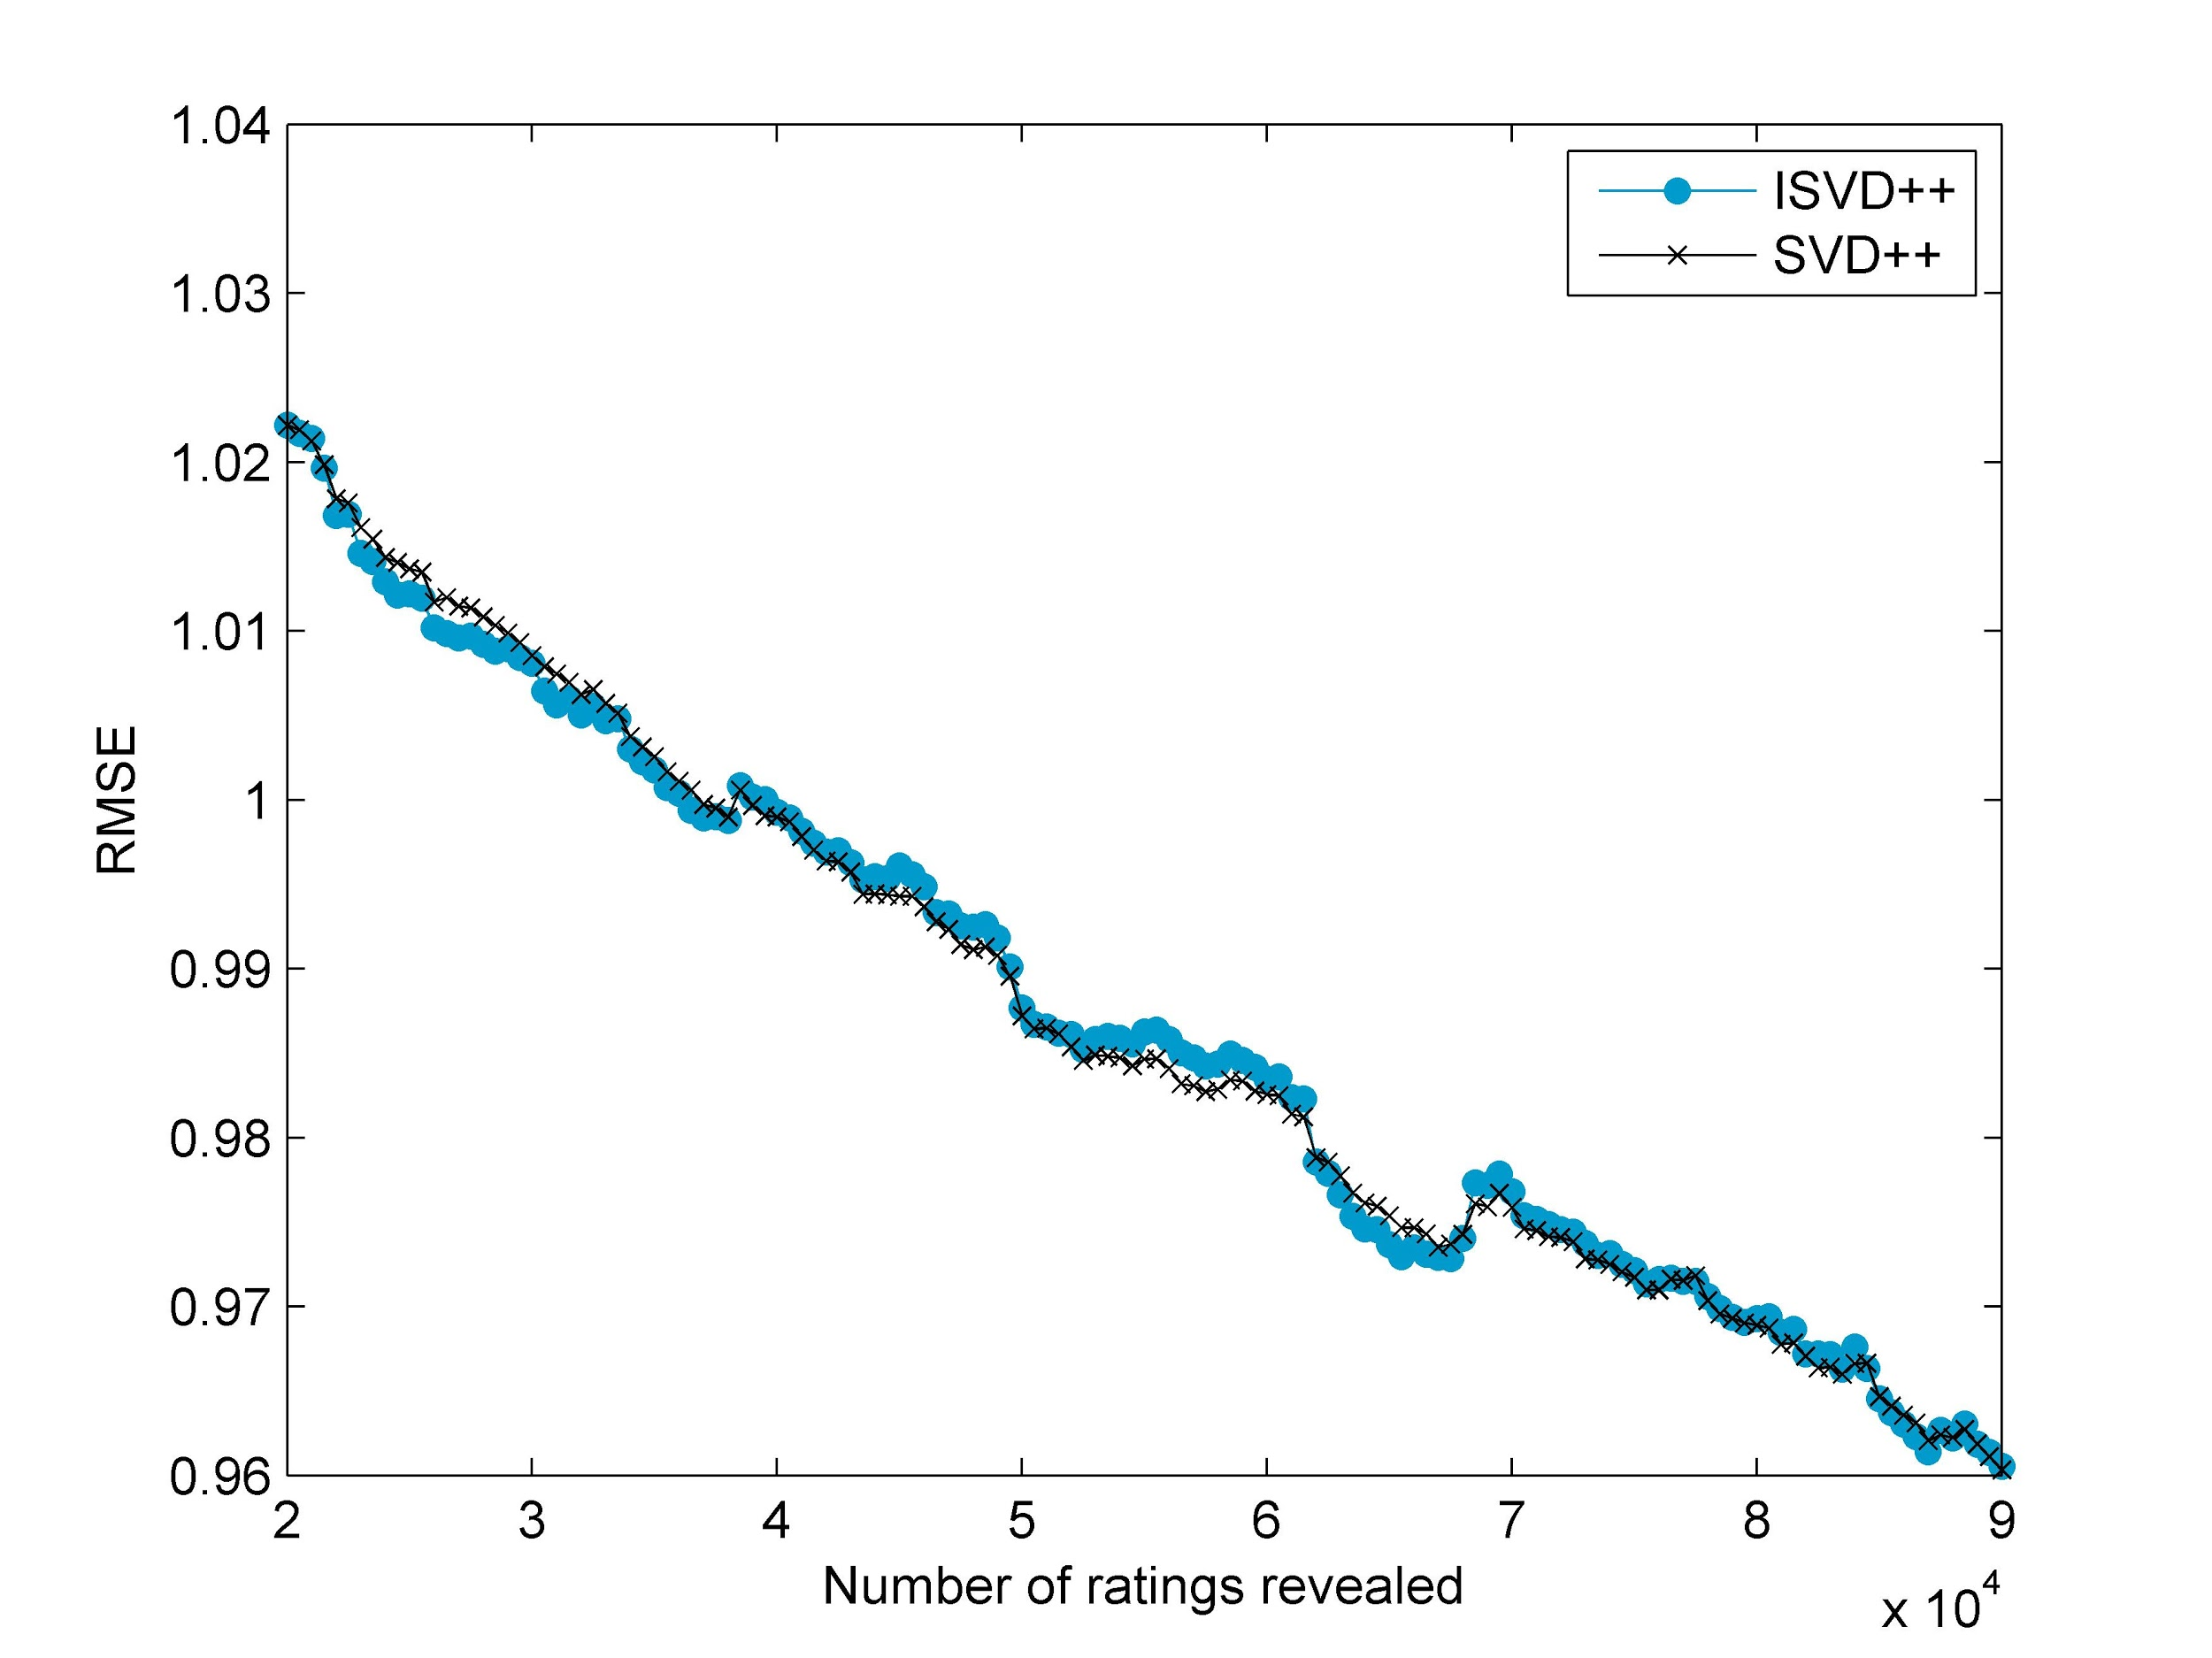 1.04
1.03
1.02
1.01
1
0.99
0.98
0.97
0.96
RMSE
ISVD++
SVD++
2 3 4 5 6 7 8 9
Number of ratings revealed
x 10^4